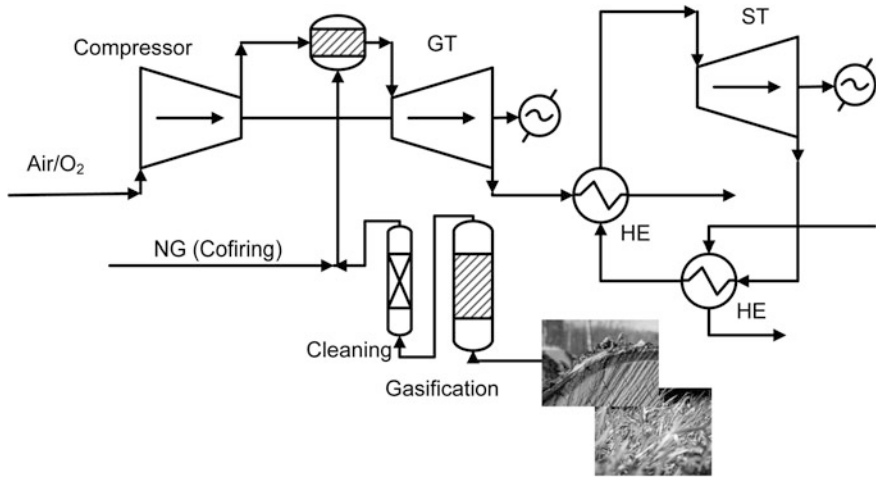 ST
GT
Compressor
Air/O₂
HE
NG (Cofiring)
HE
Cleaning
Gasification